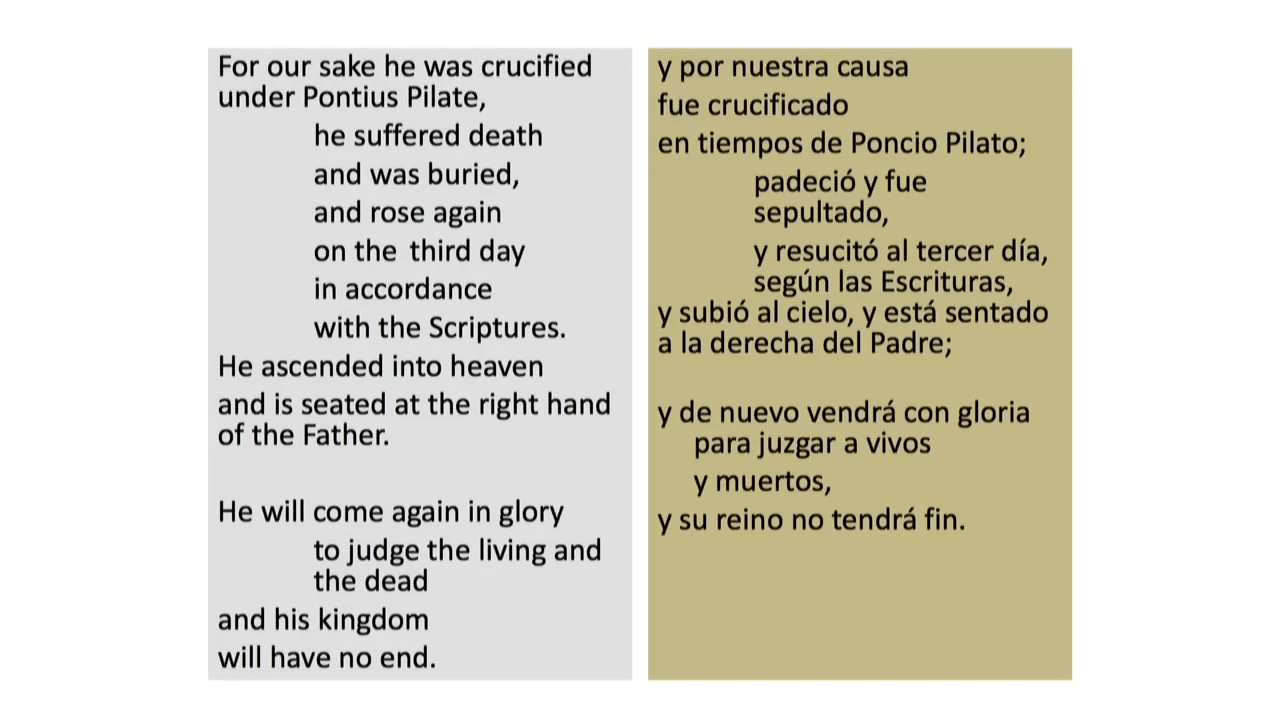 For our sake he was crucified
under Pontius Pilate,
he suffered death
and was buried,
and rose again
on the third day
in accordance
with the Scriptures.
He ascended into heaven
and is seated at the right hand
of the Father.
He will come again in glory
to judge the living and
the dead
and his kingdom
will have no end.
y por nuestra causa
fue crucificado
en tiempos de Poncio Pilato;
padeció y fue
sepultado,
y resucitó al tercer día,
según las Escrituras,
y subió al cielo, y está sentado
a la derecha del Padre;
y de nuevo vendrá con gloria
para juzgar a vivos
y muertos,
y su reino no tendrá fin.